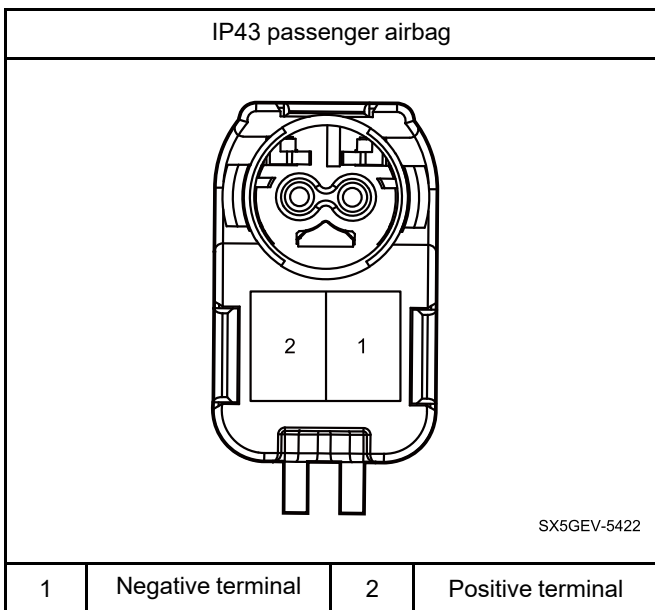 IP43 passenger airbag
2 1
SX5GEV-5422
1 Negative terminal 2 Positive terminal